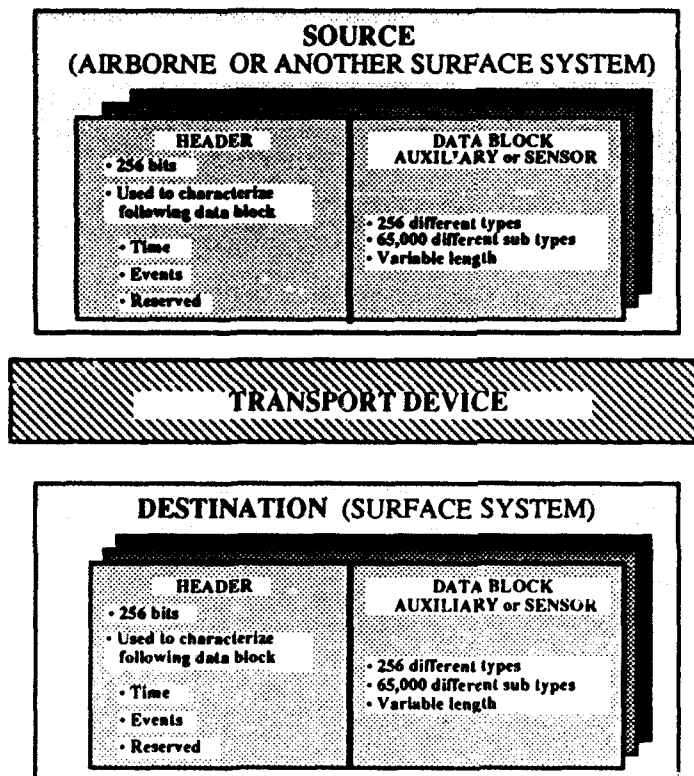 SOURCE
(AIRBORNE OR ANOTHER SURFACE SYSTEM)
HEADER
• 256 bits
• Used to characterize
following data block
• Time
• Events
• Reserved
DATA BLOCK
AUXIL'ARY or SENSOR
• 256 different types
• 65,000 different sub types
• Variable length
TRANSPORT DEVICE
DESTINATION (SURFACE SYSTEM)
HEADER
• 256 bits
• Used to characterize
following data block
• Time
• Events
• Reserved
DATA BLOCK
AUXILIARY or SENSOR
• 256 different types
• 65,000 different sub types
• Variable length